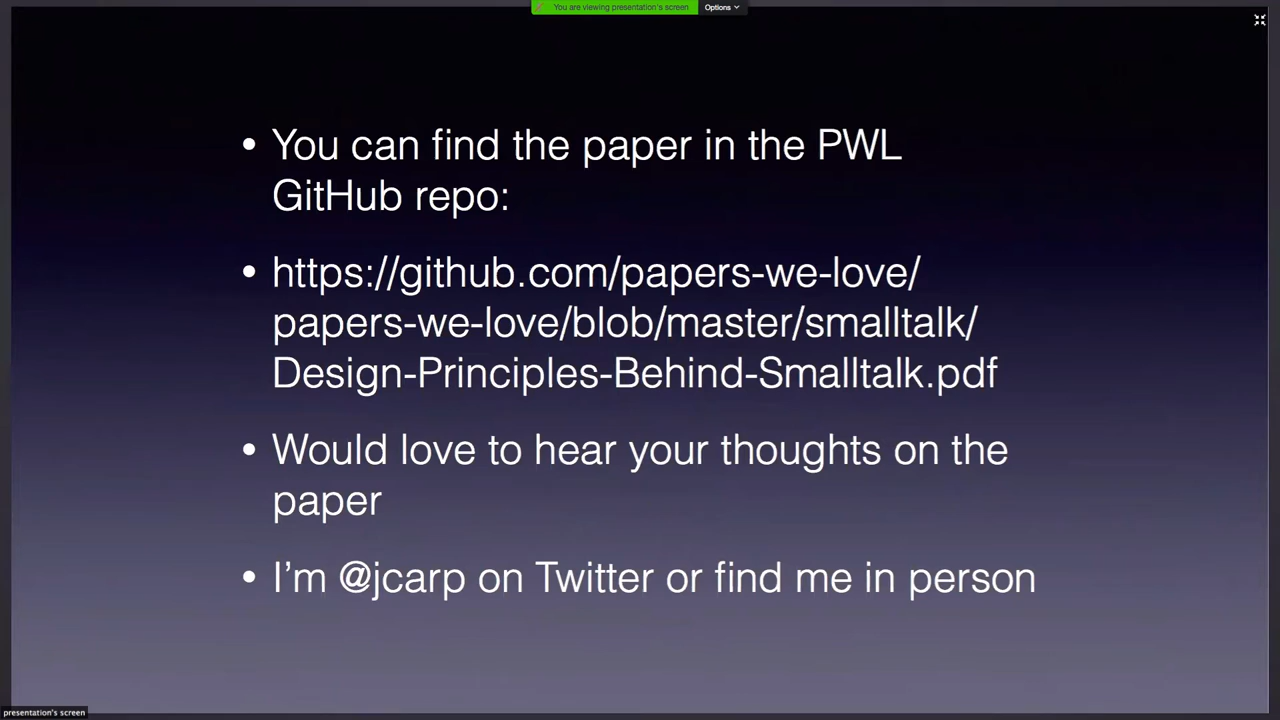 You are viewing presentation's screen
Options
• You can find the paper in the PWL
GitHub repo:
• https://github.com/papers-we-love/
papers-we-love/blob/master/smalltalk/
Design-Principles-Behind-Smalltalk.pdf
• Would love to hear your thoughts on the
paper
• I’m @jcarp on Twitter or find me in person
presentation's screen